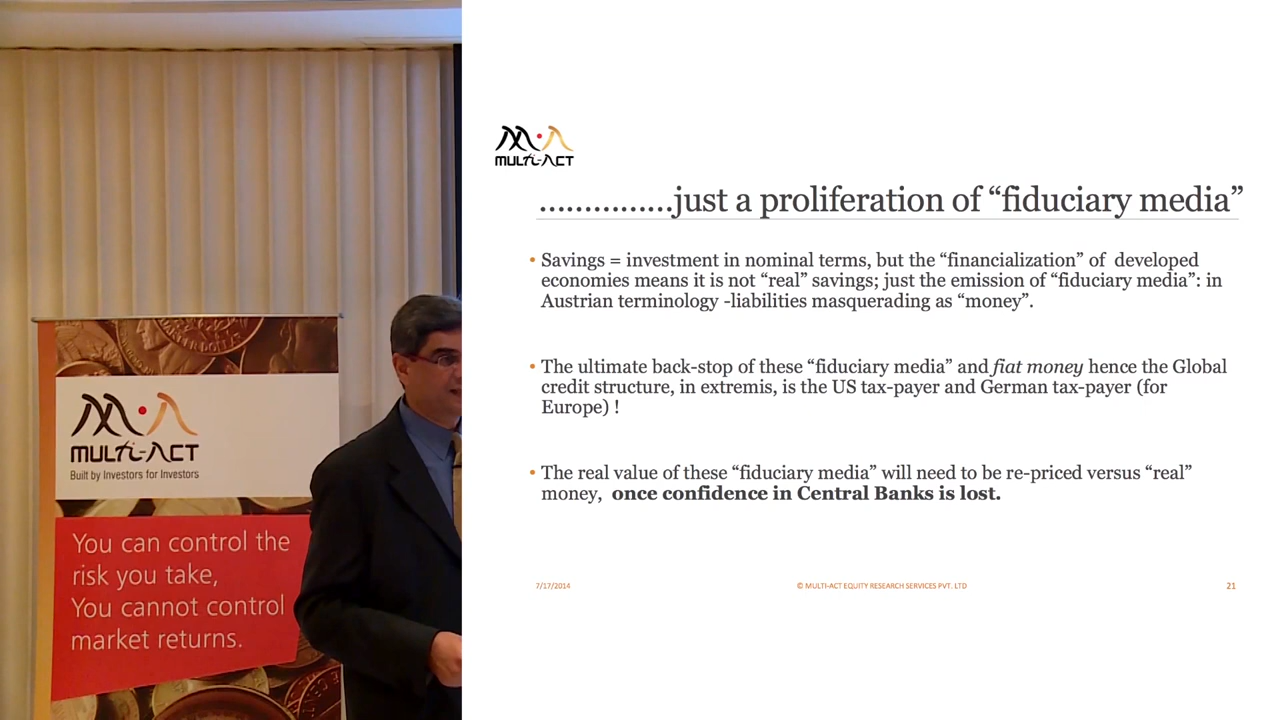 MULTi-ACT
Built by Investors for Investors
You can control the
risk you take,
You cannot control
market returns.
MULTi-ACT
……………just a proliferation of “fiduciary media”
• Savings = investment in nominal terms, but the “financialization” of developed
economies means it is not “real” savings; just the emission of “fiduciary media”: in
Austrian terminology -liabilities masquerading as “money”.
• The ultimate back-stop of these “fiduciary media” and fiat money hence the Global
credit structure, in extremis, is the US tax-payer and German tax-payer (for
Europe) !
• The real value of these “fiduciary media” will need to be re-priced versus “real”
money, once confidence in Central Banks is lost.
7/17/2014
© MULTI-ACT EQUITY RESEARCH SERVICES PVT. LTD
21